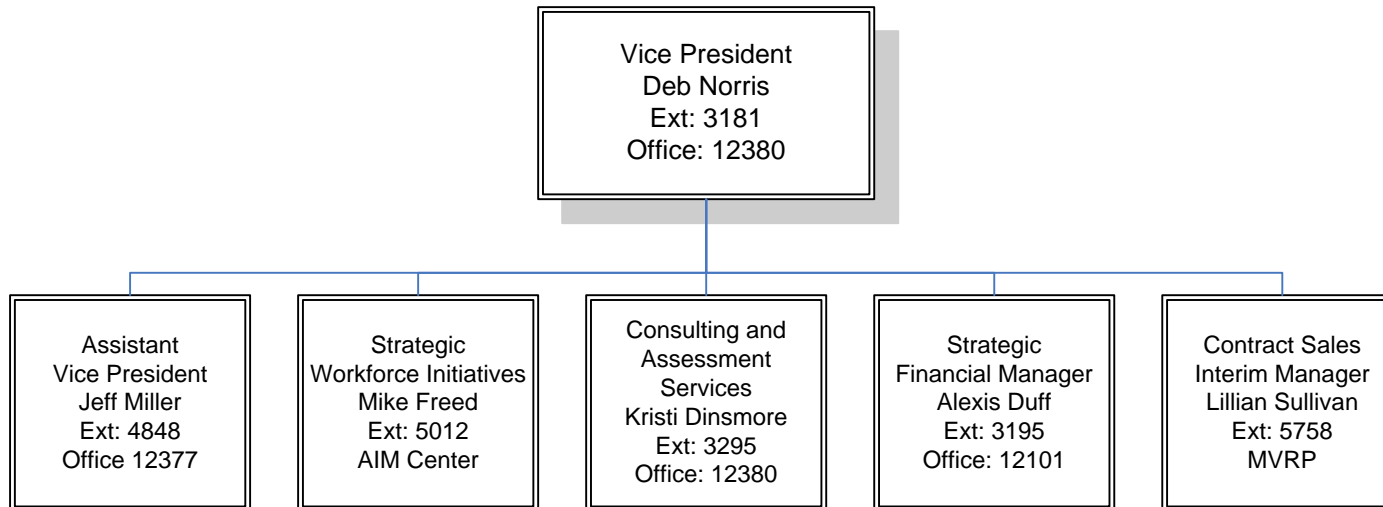 Vice President
Deb Norris
Ext: 3181
Office: 12380
Assistant
Vice President
Jeff Miller
Ext: 4848
Office 12377
Strategic
Workforce Initiatives
Mike Freed
Ext: 5012
AIM Center
Consulting and
Assessment
Services
Kristi Dinsmore
Ext: 3295
Office: 12380
Strategic
Financial Manager
Alexis Duff
Ext: 3195
Office: 12101
Contract Sales
Interim Manager
Lillian Sullivan
Ext: 5758
MVRP